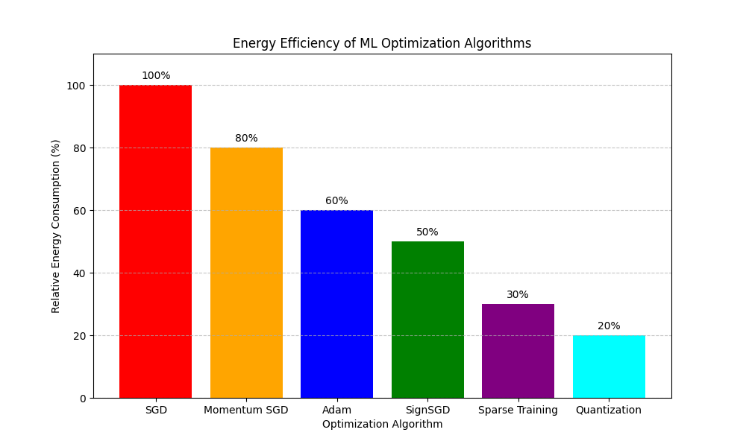 Energy Efficiency of ML Optimization Algorithms
Relative Energy Consumption (%)
100
80
60
40
20
0
100%
80%
60%
50%
30%
20%
SGD
Momentum SGD
Adam
SignSGD
Sparse Training
Quantization
Optimization Algorithm